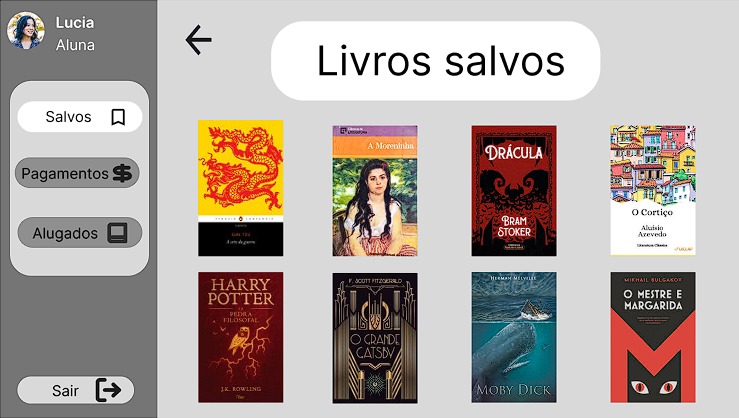 Lucia
Aluna
Salvos
Pagamentos
Alugados
Sair
Livros salvos
SUN TZU
A arte da guerra
A Moreninha
DRÁCULA
BRAM
STOKER
O Cortiço
Aluísio
Azevedo
Literatura Clássica
HARRY
POTTER
E A
PEDRA
FILOSOFAL
J.K. ROWLING
F. SCOTT FITZGERALD
O GRANDE
GATSBY
HERMAN MELVILLE
MOBY DICK
MIKHAIL BULGÁKOV
O MESTRE E
MARGARIDA